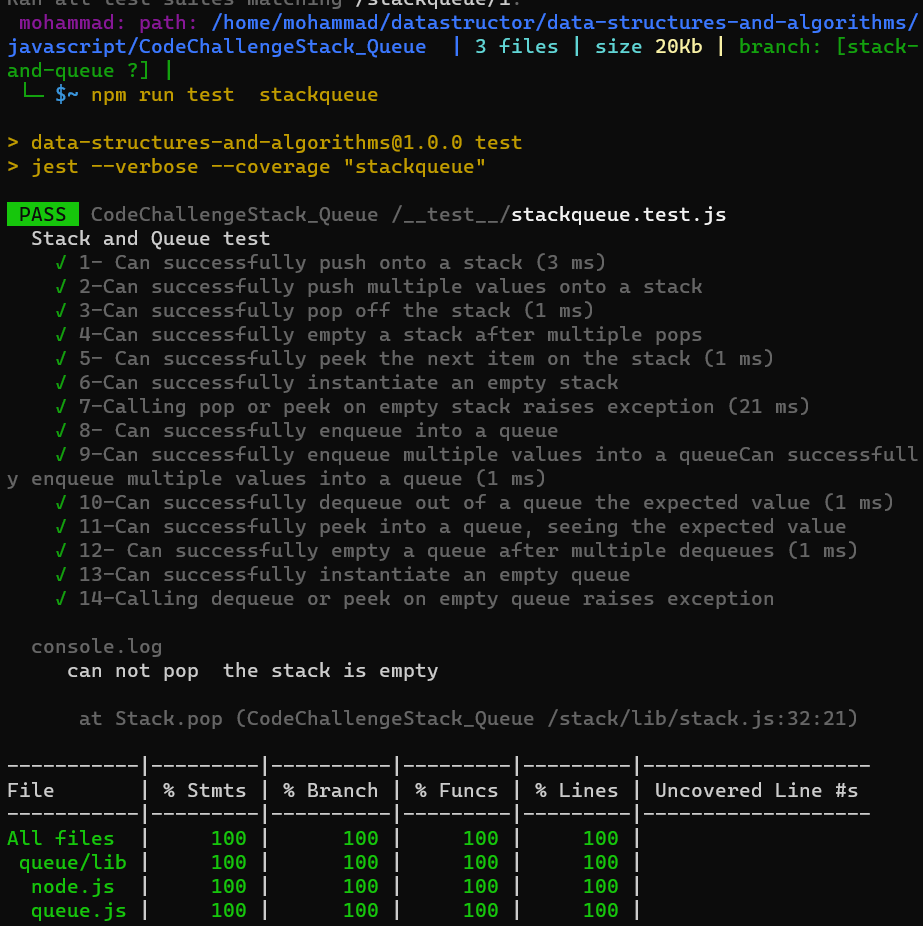 Ran all test suites matching /stackqueue/i.
mohammad: path: /home/mohammad/datastructor/data-structures-and-algorithms/
javascript/CodeChallengeStack_Queue | 3 files | size 20Kb | branch: [stack-
and-queue ?] |
└─ $~ npm run test  stackqueue
> data-structures-and-algorithms@1.0.0 test
> jest --verbose --coverage "stackqueue"
PASS CodeChallengeStack_Queue /__test__/stackqueue.test.js
Stack and Queue test
√ 1- Can successfully push onto a stack (3 ms)
√ 2-Can successfully push multiple values onto a stack
√ 3-Can successfully pop off the stack (1 ms)
√ 4-Can successfully empty a stack after multiple pops
√ 5- Can successfully peek the next item on the stack (1 ms)
√ 6-Can successfully instantiate an empty stack
√ 7-Calling pop or peek on empty stack raises exception (21 ms)
√ 8- Can successfully enqueue into a queue
√ 9-Can successfully enqueue multiple values into a queueCan successfull
y enqueue multiple values into a queue (1 ms)
√ 10-Can successfully dequeue out of a queue the expected value (1 ms)
√ 11-Can successfully peek into a queue, seeing the expected value
√ 12- Can successfully empty a queue after multiple dequeues (1 ms)
√ 13-Can successfully instantiate an empty queue
√ 14-Calling dequeue or peek on empty queue raises exception
console.log
can not pop  the stack is empty
at Stack.pop (CodeChallengeStack_Queue /stack/lib/stack.js:32:21)
-----------|---------|----------|---------|---------|-------------------
File       | % Stmts | % Branch | % Funcs | % Lines | Uncovered Line #s
-----------|---------|----------|---------|---------|-------------------
All files  |     100 |      100 |     100 |     100 |
queue/lib |     100 |      100 |     100 |     100 |
node.js  |     100 |      100 |     100 |     100 |
queue.js |     100 |      100 |     100 |     100 |